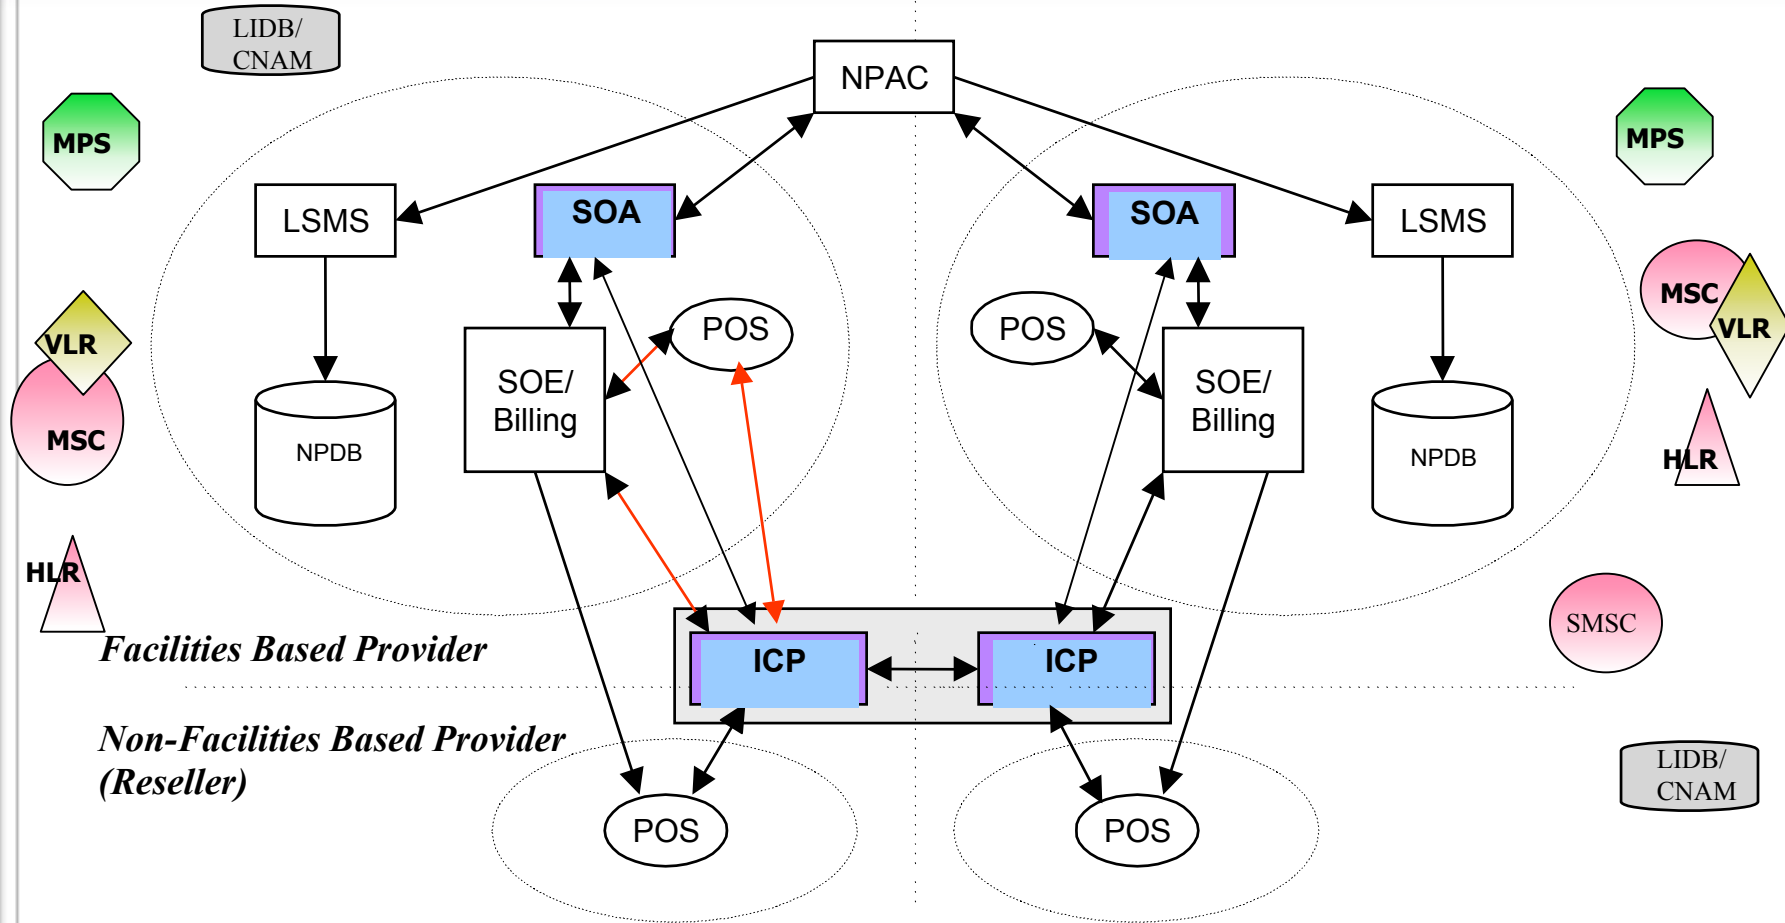 LIDB/
CNAM
NPAC
MPS
MPS
LSMS
SOA
SOA
LSMS
MSC
VLR
VLR
MSC
POS
POS
SOE/
Billing
SOE/
Billing
NPDB
NPDB
HLR
HLR
SMSC
Facilities Based Provider
ICP
ICP
Non-Facilities Based Provider
(Reseller)
LIDB/
CNAM
POS
POS